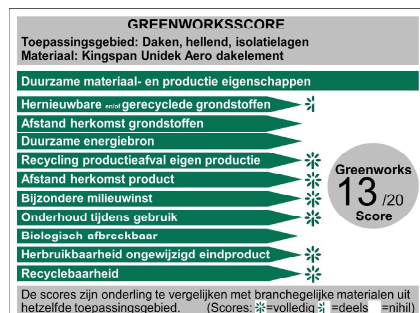 GREENWORKSSCORE
Toepassingsgebied: Daken, hellend, isolatielagen
Materiaal: Kingspan Unidek Aero dakelement
Duurzame materiaal- en productie eigenschappen
Hernieuwbare en/of gerecyclede grondstoffen
Afstand herkomst grondstoffen
Duurzame energiebron
Recycling productieafval eigen productie
Afstand herkomst product
Bijzondere milieuwinst
Onderhoud tijdens gebruik
Biologisch afbreekbaar
Herbruikbaarheid ongewijzigd eindproduct
Recyclebaarheid
Greenworks
13/20
Score
De scores zijn onderling te vergelijken met branchegelijke materialen uit
hetzelfde toepassingsgebied. (Scores: =volledig =deels =nihil)